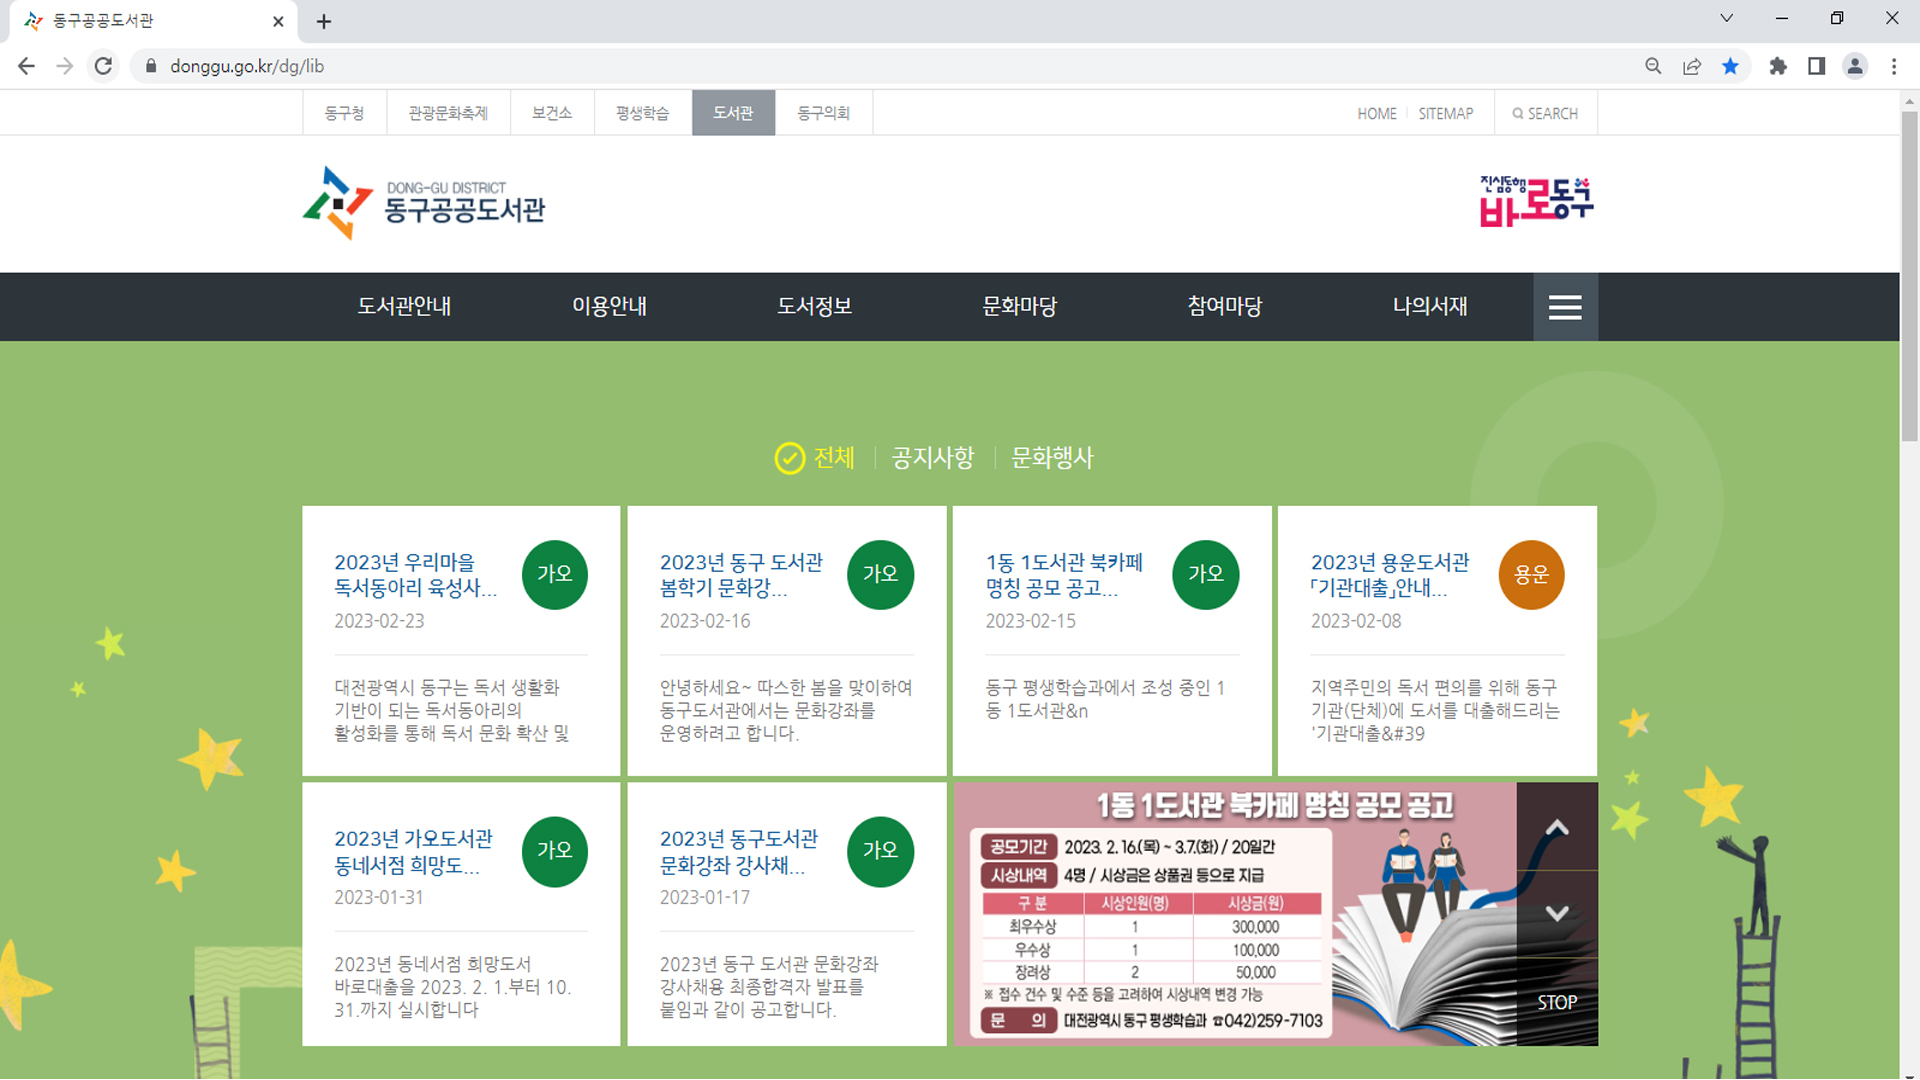 동구공공도서관
donggu.go.kr/dg/lib
동구청 관광문화축제 보건소 평생학습 도서관 동구의회 HOME SITEMAP SEARCH
DONG-GU DISTRICT
동구공공도서관
진심동행
바로동구
도서관안내 이용안내 도서정보 문화마당 참여마당 나의서재
전체 공지사항 문화행사
2023년 우리마을
독서동아리 육성사...
가오
2023-02-23
대전광역시 동구는 독서 생활화
기반이 되는 독서동아리의
활성화를 통해 독서 문화 확산 및
2023년 동구 도서관
봄학기 문화강...
가오
2023-02-16
안녕하세요~ 따스한 봄을 맞이하여
동구도서관에서는 문화강좌를
운영하려고 합니다.
1동 1도서관 북카페
명칭 공모 공고...
가오
2023-02-15
동구 평생학습과에서 조성 중인 1
동 1도서관&n
2023년 용운도서관
「기관대출」안내...
용운
2023-02-08
지역주민의 독서 편의를 위해 동구
기관(단체)에 도서를 대출해드리는
'기관대출&#39
2023년 가오도서관
동네서점 희망도...
가오
2023-01-31
2023년 동네서점 희망도서
바로대출을 2023. 2. 1.부터 10.
31.까지 실시합니다
2023년 동구도서관
문화강좌 강사채...
가오
2023-01-17
2023년 동구 도서관 문화강좌
강사채용 최종합격자 발표를
붙임과 같이 공고합니다.
1동 1도서관 북카페 명칭 공모 공고
공모기간 2023. 2. 16.(목) ~ 3.7.(화) / 20일간
시상내역 4명 / 시상금은 상품권 등으로 지급
구 분 시상인원(명) 시상금(원)
최우수상 1 300,000
우수상 1 100,000
장려상 2 50,000
※ 접수 건수 및 수준 등을 고려하여 시상내역 변경 가능
문 의 대전광역시 동구 평생학습과 ☎042)259-7103
STOP